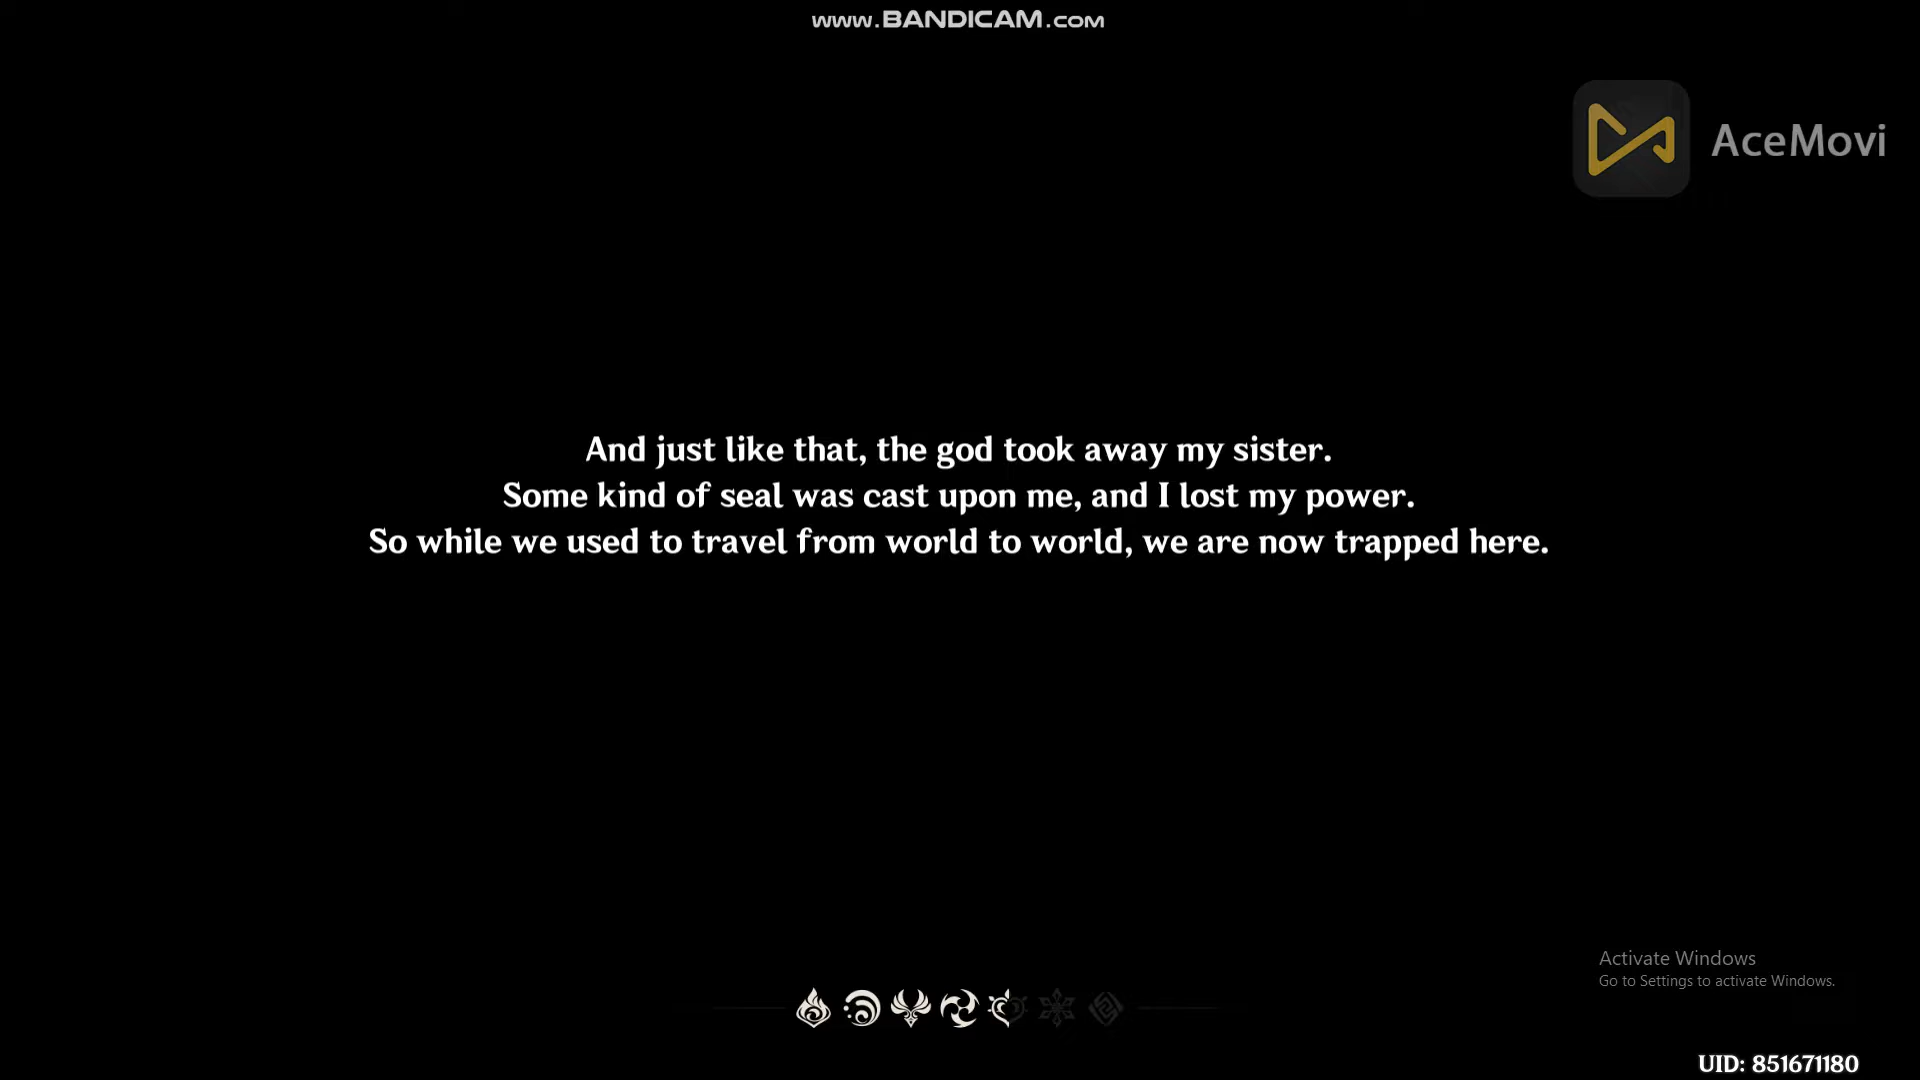 www.BANDICAM.com
AceMovi
And just like that, the god took away my sister.
Some kind of seal was cast upon me, and I lost my power.
So while we used to travel from world to world, we are now trapped here.
Activate Windows
Go to Settings to activate Windows.
UID: 851671180